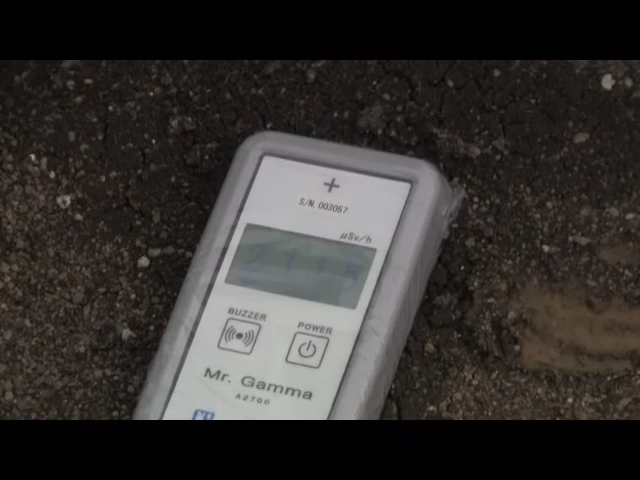 +
S/N. 003057
μSv/h
BUZZER
POWER
Mr. Gamma
A2700